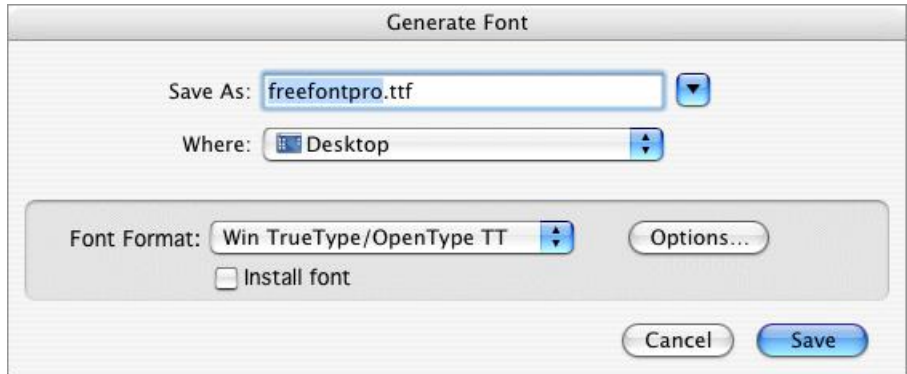 Generate Font
Save As: freefontpro.ttf
Where: Desktop
Font Format: Win TrueType/OpenType TT Options...
Install font
Cancel Save